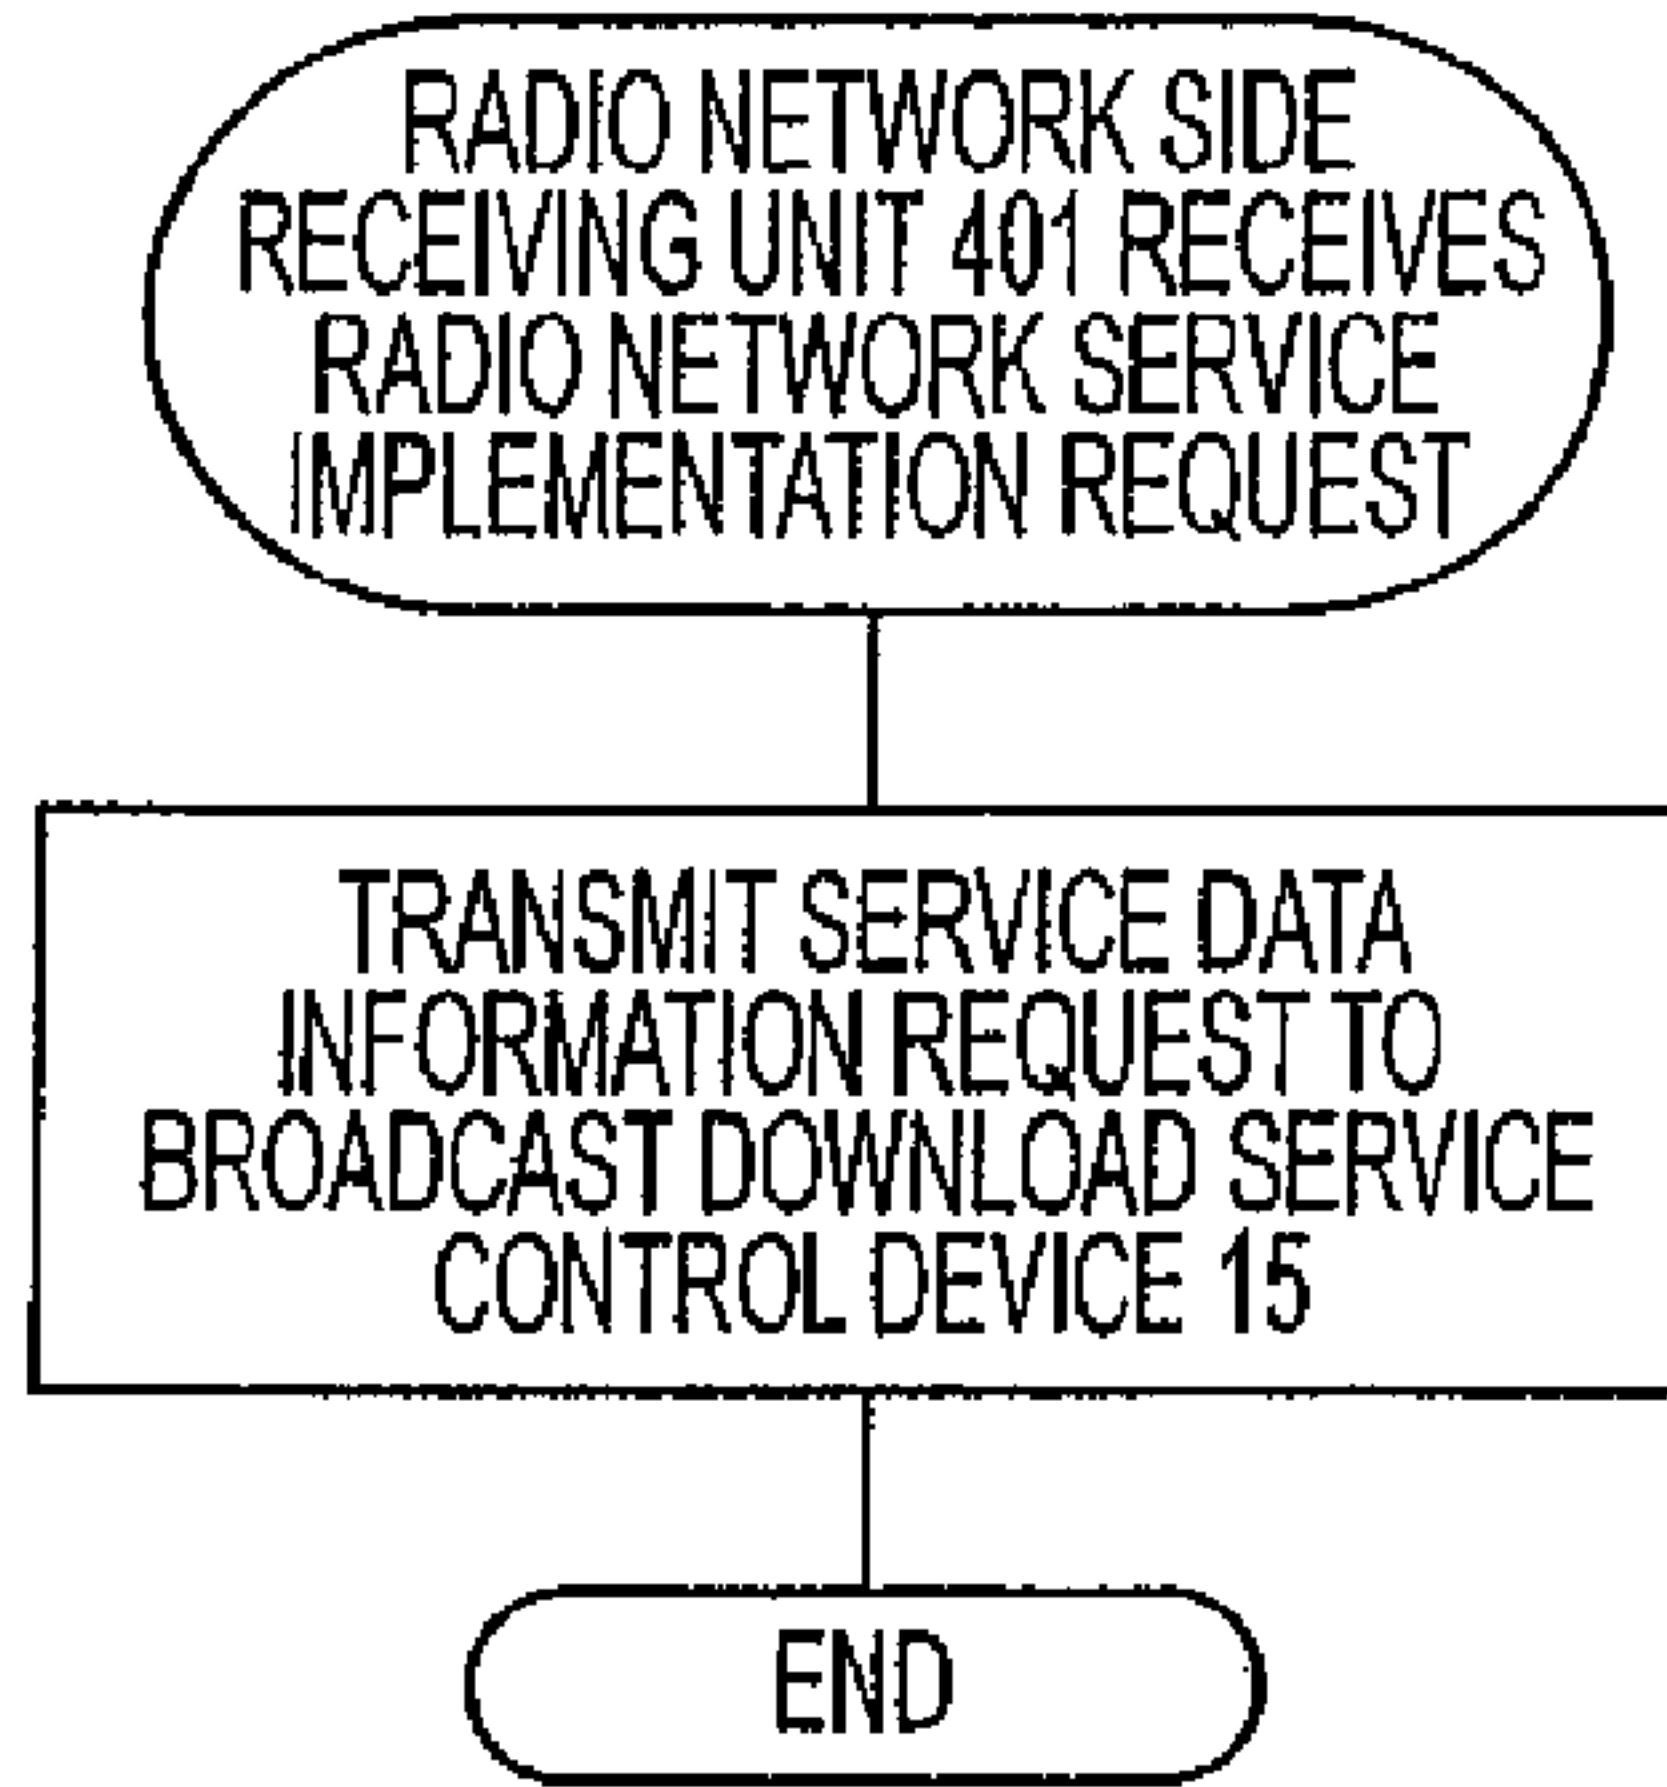 RADIO NETWORK SIDE
RECEIVING UNIT 401 RECEIVES
RADIO NETWORK SERVICE
IMPLEMENTATION REQUEST
TRANSMIT SERVICE DATA
INFORMATION REQUEST TO
BROADCAST DOWNLOAD SERVICE
CONTROL DEVICE 15
END